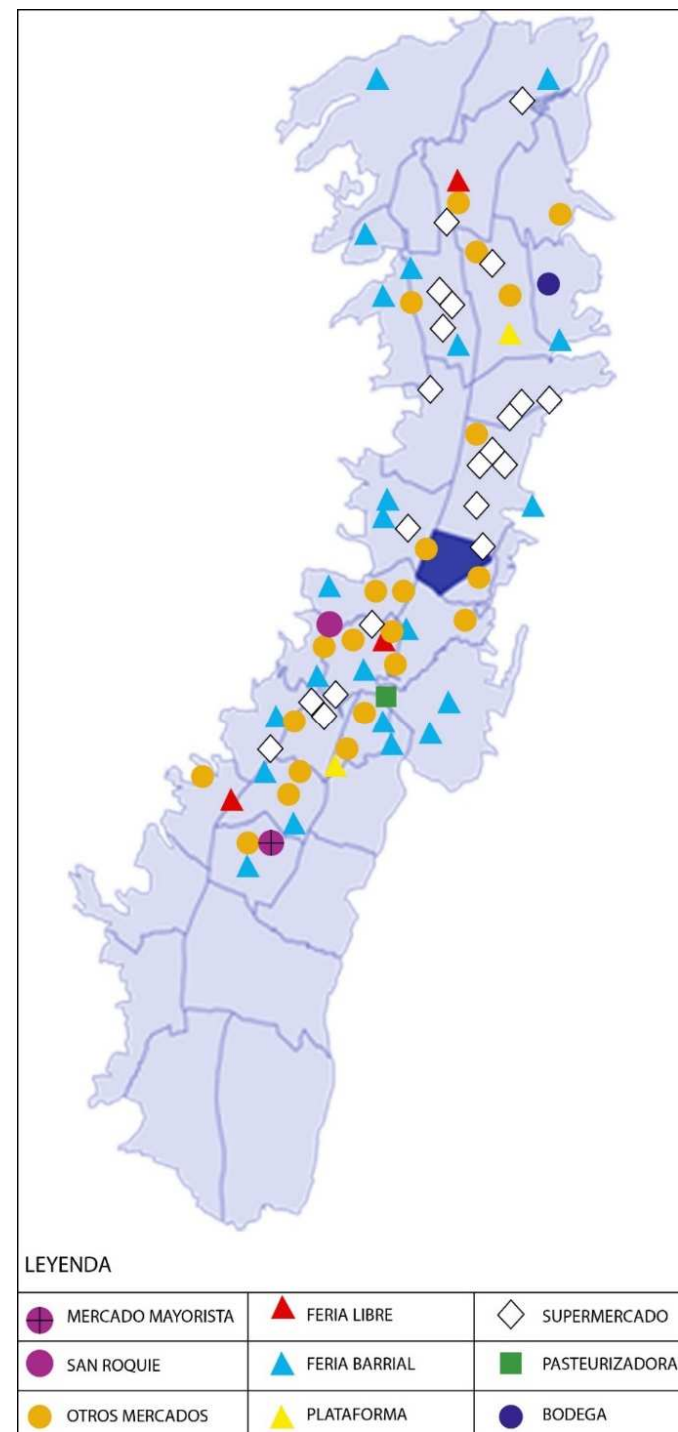 LEYENDA
MERCADO MAYORISTA
FERIA LIBRE
SUPERMERCADO
SAN ROQUIE
FERIA BARRIAL
PASTEURIZADORA
OTROS MERCADOS
PLATAFORMA
BODEGA